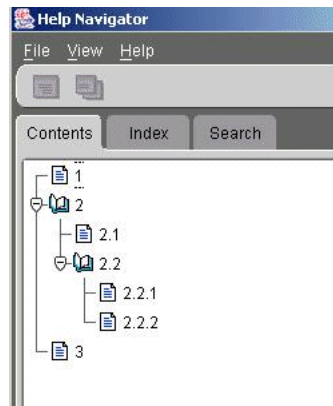 Help Navigator
File View Help
Contents Index Search
1
2
2.1
2.2
2.2.1
2.2.2
3